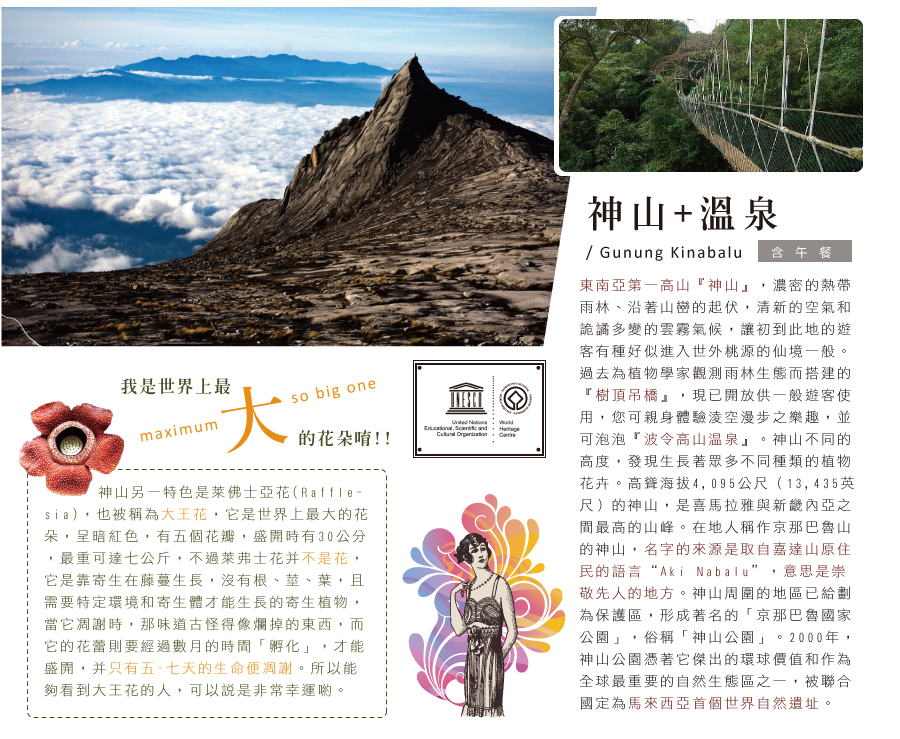 神山+溫泉
/ Gunung Kinabalu 含午餐
東南亞第一高山『神山』，濃密的熱帶
雨林、沿著山巒的起伏，清新的空氣和
詭譎多變的雲霧氣候，讓初到此地的遊
客有種好似進入世外桃源的仙境一般。
過去為植物學家觀測雨林生態而搭建的
『樹頂吊橋』，現已開放供一般遊客使
用，您可親身體驗淩空漫步之樂趣，並
可泡泡『波令高山温泉』。神山不同的
高度，發現生長著眾多不同種類的植物
花卉。高聳海拔4,095公尺（13,435英
尺）的神山，是喜馬拉雅與新畿內亞之
間最高的山峰。在地人稱作京那巴魯山
的神山，名字的來源是取自嘉達山原住
民的語言“Aki Nabalu”，意思是崇
敬先人的地方。神山周圍的地區已給劃
為保護區，形成著名的「京那巴魯國家
公園」，俗稱「神山公園」。2000年，
神山公園憑著它傑出的環球價值和作為
全球最重要的自然生態區之一，被聯合
國定為馬來西亞首個世界自然遺址。
我是世界上最
maximum 大 so big one
的花朵唷!!
神山另一特色是萊佛士亞花(Raffle-
sia)，也被稱為大王花，它是世界上最大的花
朵，呈暗紅色，有五個花瓣，盛開時有30公分
，最重可達七公斤，不過萊弗士花并不是花，
它是靠寄生在藤蔓生長，沒有根、莖、葉，且
需要特定環境和寄生體才能生長的寄生植物，
當它凋謝時，那味道古怪得像爛掉的東西，而
它的花蕾則要經過數月的時間「孵化」，才能
盛開，并只有五-七天的生命便凋謝。所以能
夠看到大王花的人，可以説是非常幸運喲。
UNESCO
United Nations
Educational, Scientific and
Cultural Organization
World
Heritage
Centre